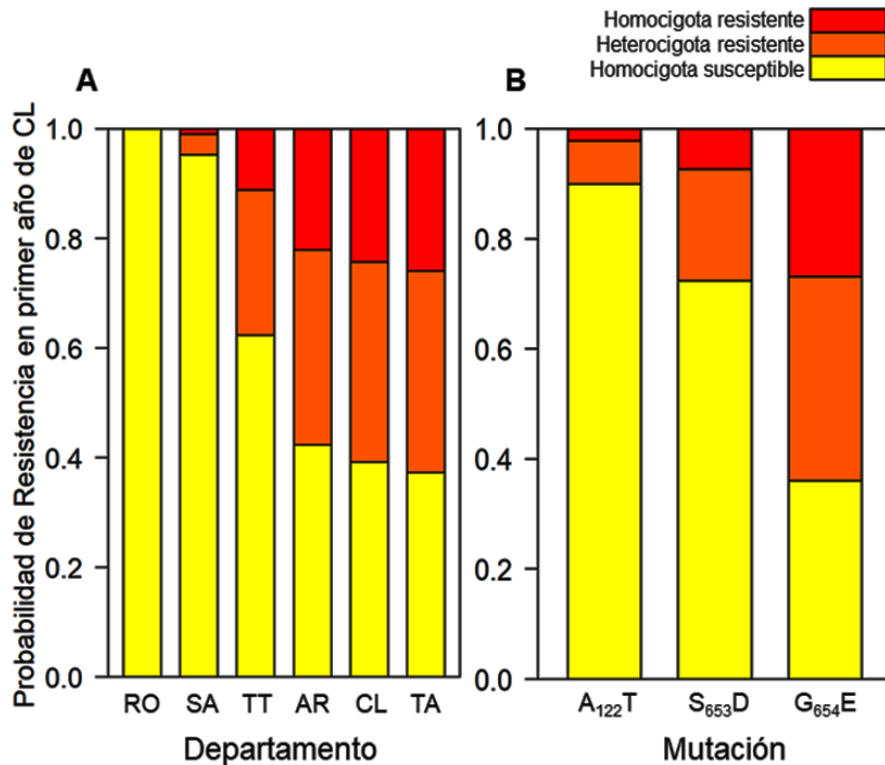 Homocigota resistente
Heterocigota resistente
Homocigota susceptible
A
B
Probabilidad de Resistencia en primer año de CL
1.0
0.8
0.6
0.4
0.2
0.0
RO SA TT AR CL TA
Departamento
1.0
0.8
0.6
0.4
0.2
0.0
A₁₂₂T S₆₅₃D G₆₅₄E
Mutación